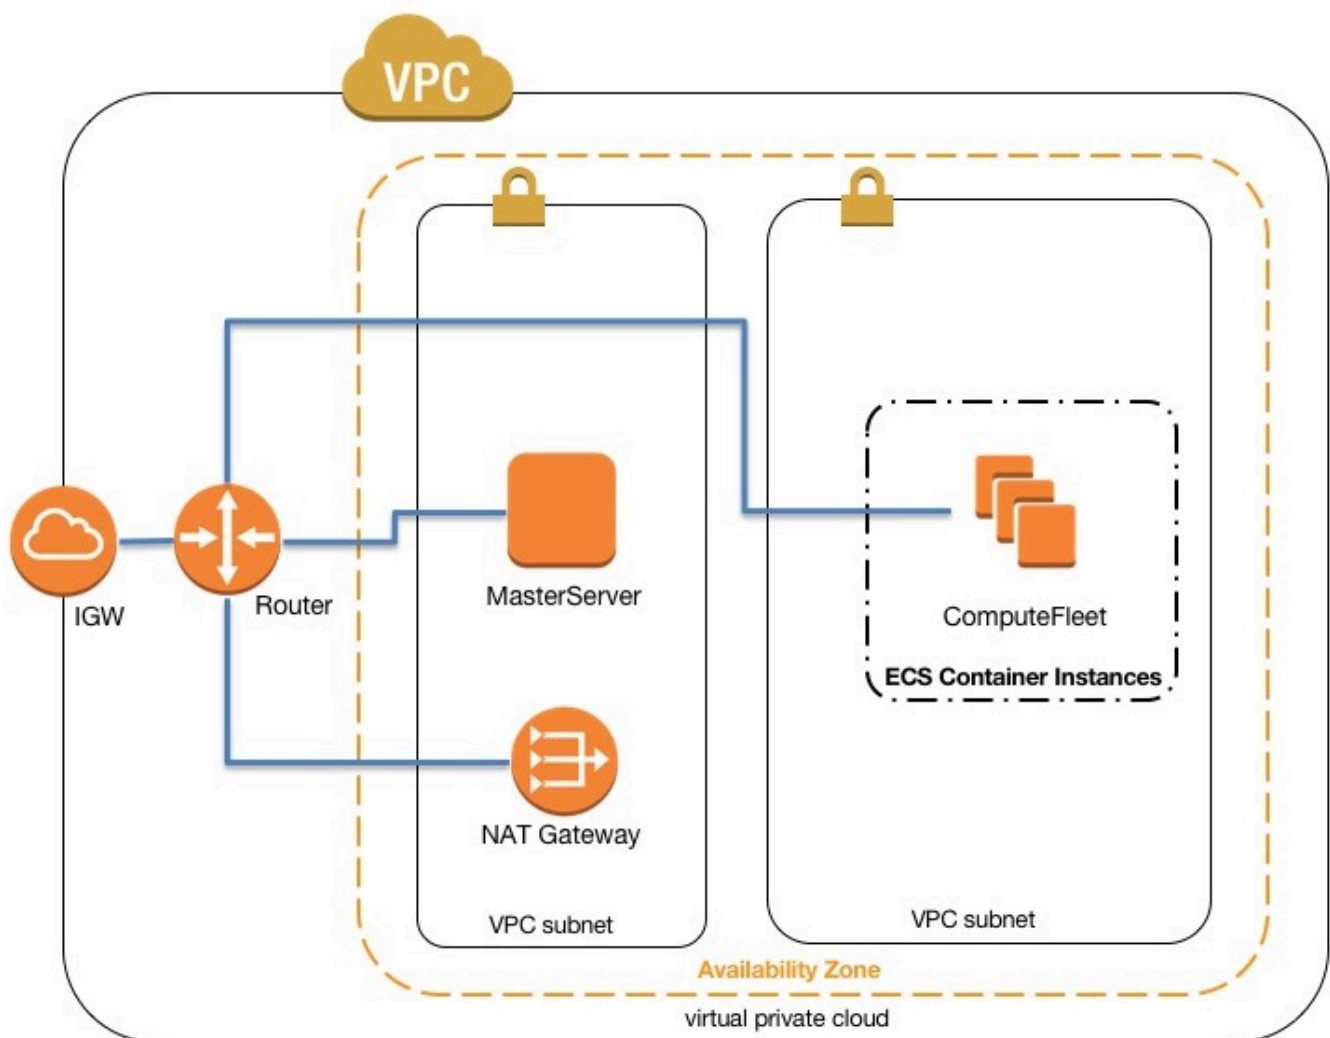 VPC
MasterServer
Router
IGW
ComputeFleet
ECS Container Instances
NAT Gateway
VPC subnet
VPC subnet
Availability Zone
virtual private cloud